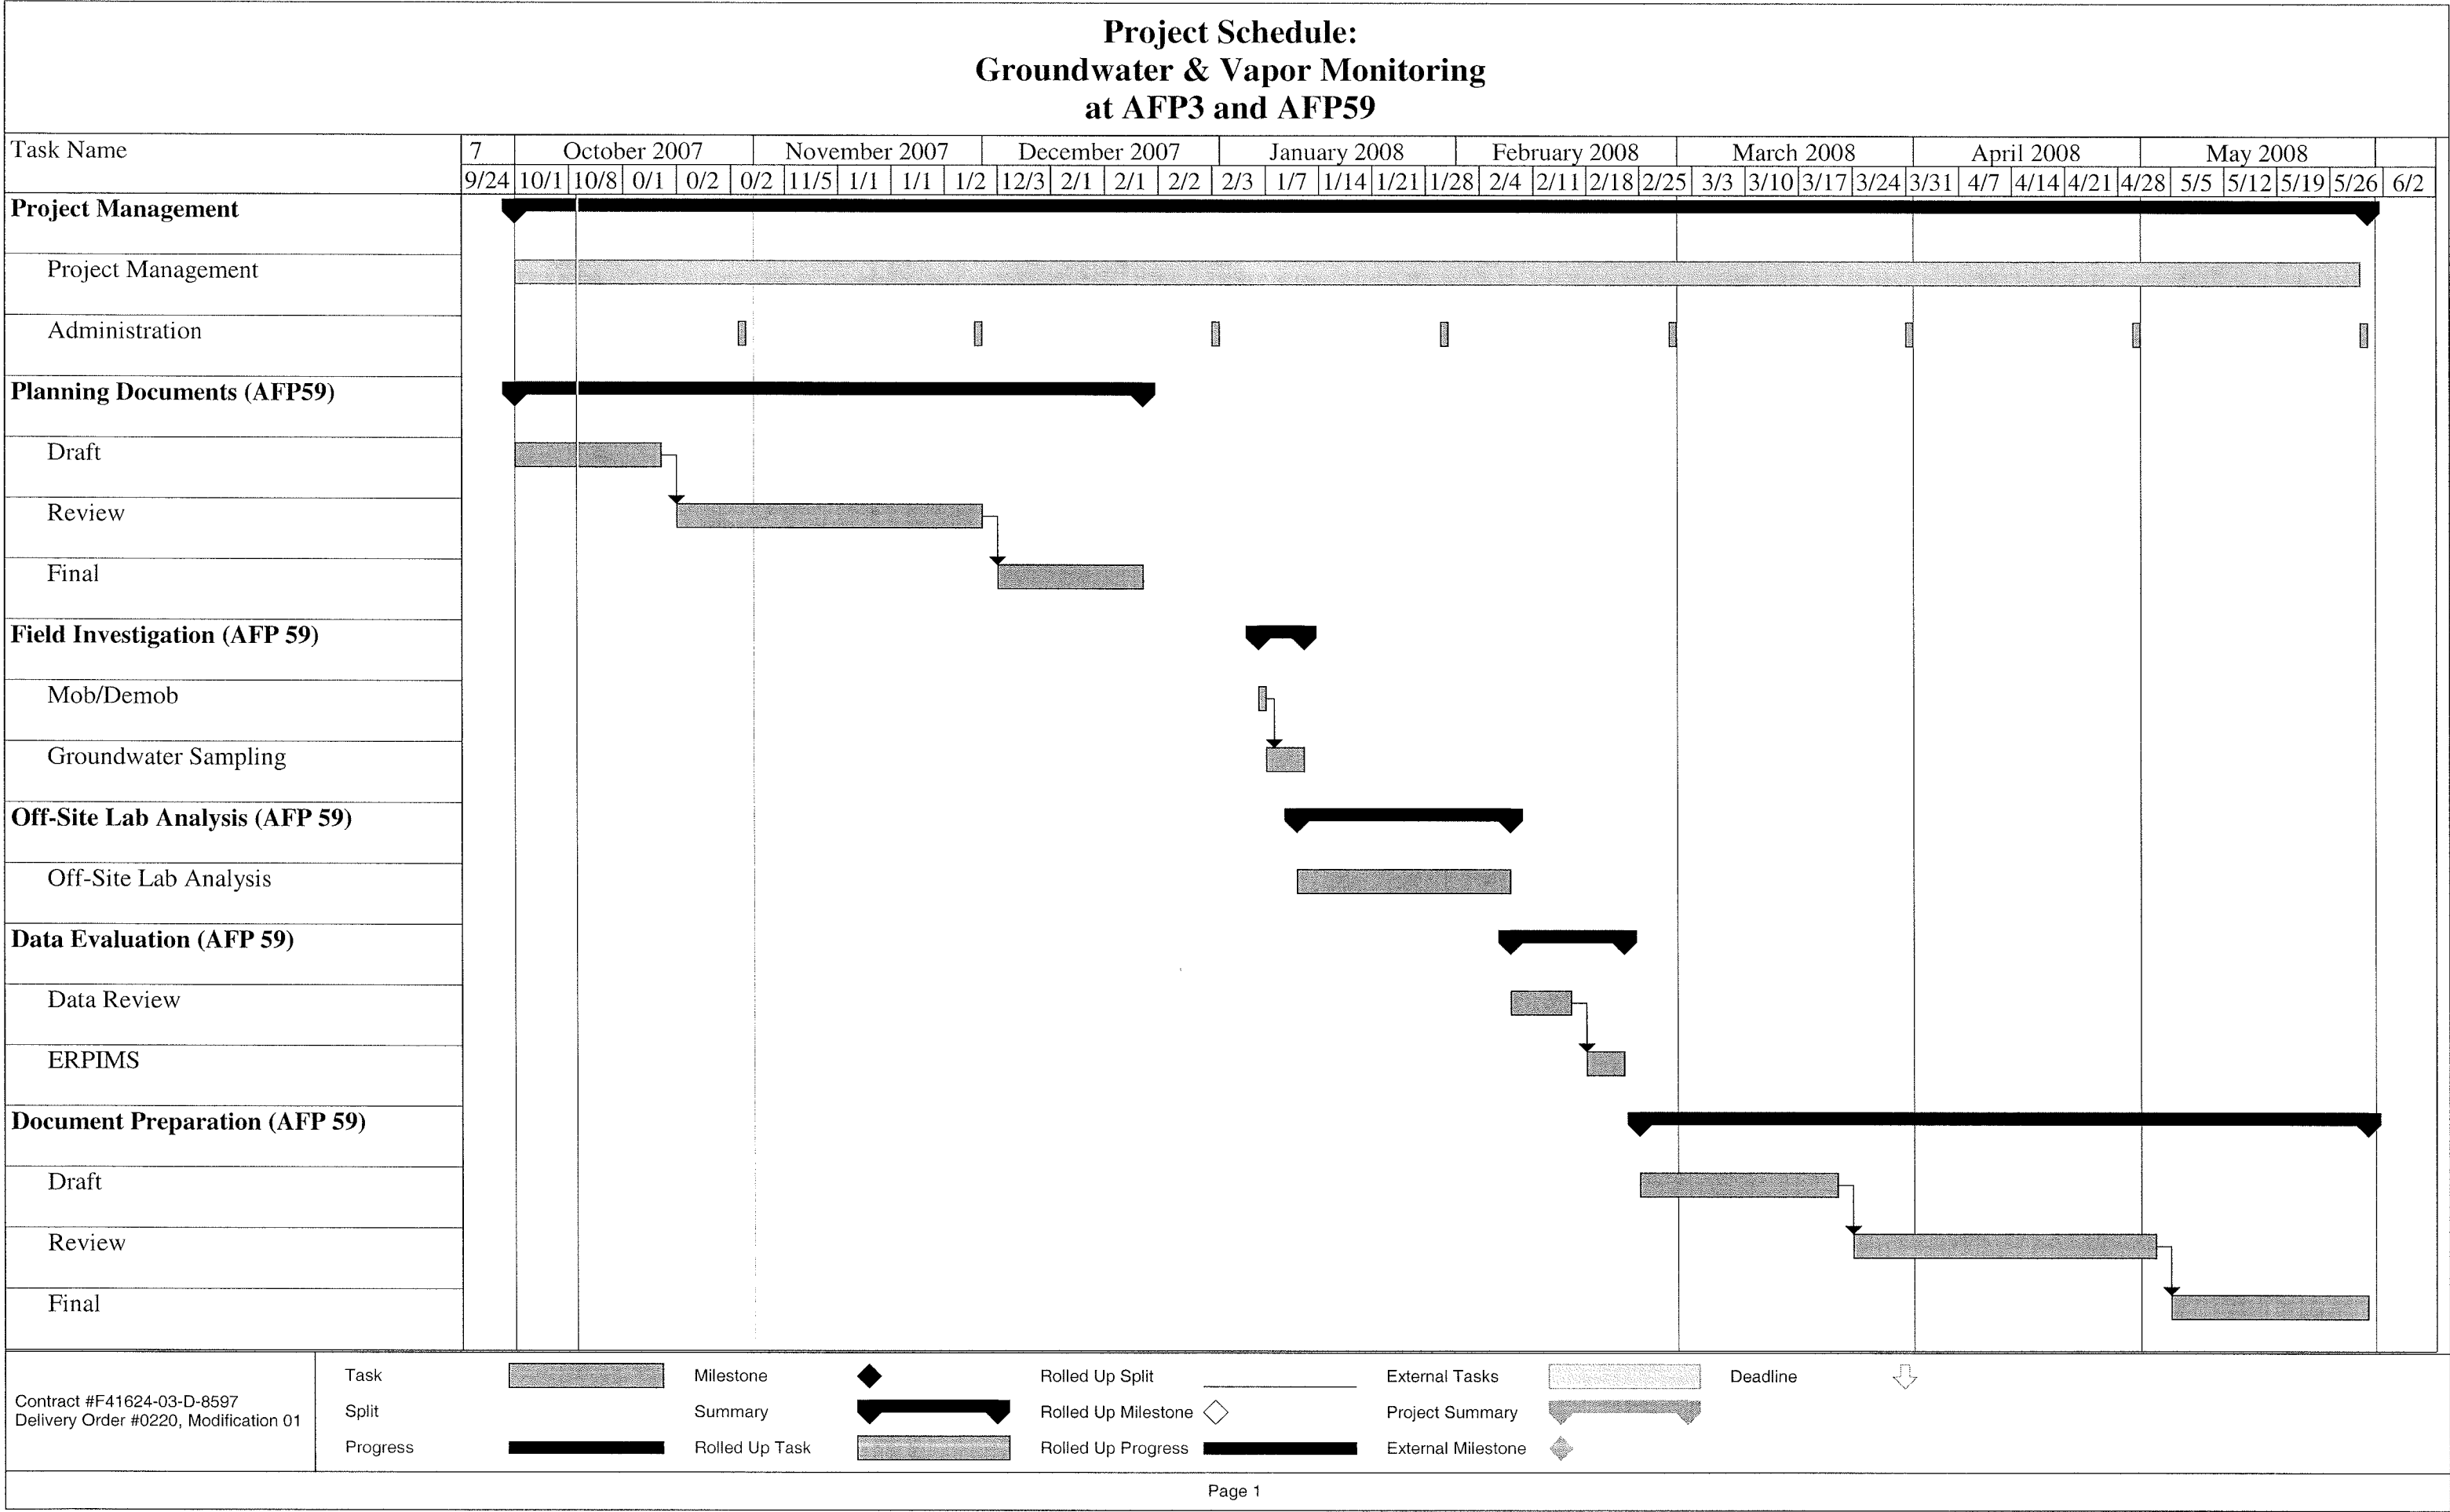 Project Schedule:
Groundwater & Vapor Monitoring
at AFP3 and AFP59
Task Name 7 October 2007 November 2007 December 2007 January 2008 February 2008 March 2008 April 2008 May 2008
9/24 10/1 10/8 0/1 0/2 0/2 11/5 1/1 1/1 1/2 12/3 2/1 2/1 2/2 2/3 1/7 1/14 1/21 1/28 2/4 2/11 2/18 2/25 3/3 3/10 3/17 3/24 3/31 4/7 4/14 4/21 4/28 5/5 5/12 5/19 5/26 6/2
Project Management
Project Management
Administration
Planning Documents (AFP59)
Draft
Review
Final
Field Investigation (AFP 59)
Mob/Demob
Groundwater Sampling
Off-Site Lab Analysis (AFP 59)
Off-Site Lab Analysis
Data Evaluation (AFP 59)
Data Review
ERPIMS
Document Preparation (AFP 59)
Draft
Review
Final
Contract #F41624-03-D-8597
Delivery Order #0220, Modification 01
Task Milestone Rolled Up Split External Tasks Deadline
Split Summary Rolled Up Milestone Project Summary
Progress Rolled Up Task Rolled Up Progress External Milestone
Page 1